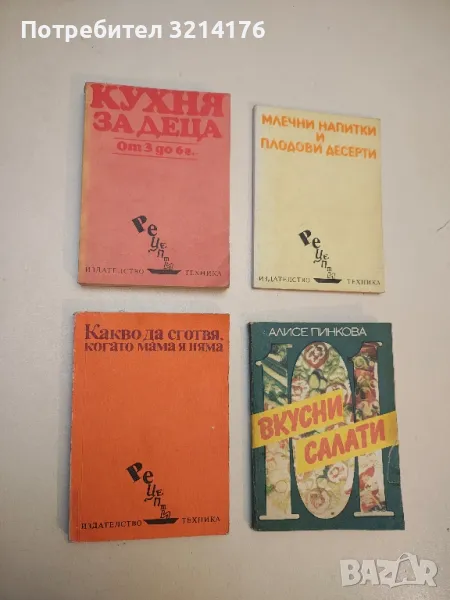 Потребител 3214176
КУХНЯ
ЗА ДЕЦА
От 3 до 6 г.
Рецепти
ИЗДАТЕЛСТВО ТЕХНИКА
МЛЕЧНИ НАПИТКИ
И
ПЛОДОВИ ДЕСЕРТИ
Рецепти
ИЗДАТЕЛСТВО ТЕХНИКА
Какво да сготвя,
когато мама я няма
Рецепти
ИЗДАТЕЛСТВО ТЕХНИКА
АЛИСЕ ПИНКОВА
101
ВКУСНИ
САЛАТИ
BAZAR